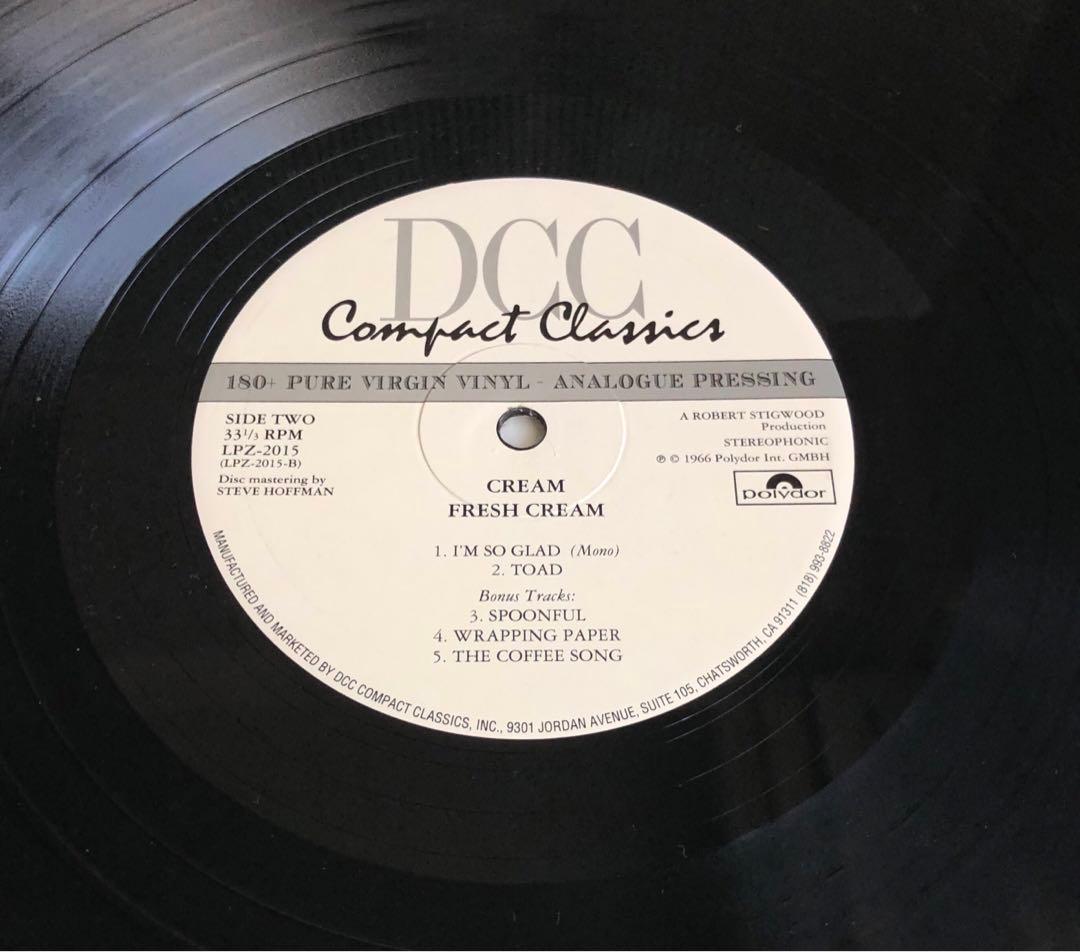 DCC
Compact Classics
180+ PURE VIRGIN VINYL - ANALOGUE PRESSING
SIDE TWO
33 1/3 RPM
LPZ-2015
(LPZ-2015-B)
Disc mastering by
STEVE HOFFMAN
A ROBERT STIGWOOD
Production
STEREOPHONIC
℗ © 1966 Polydor Int. GMBH
polydor
CREAM
FRESH CREAM
1. I'M SO GLAD (Mono)
2. TOAD
Bonus Tracks:
3. SPOONFUL
4. WRAPPING PAPER
5. THE COFFEE SONG
MANUFACTURED AND MARKETED BY DCC COMPACT CLASSICS, INC., 9301 JORDAN AVENUE, SUITE 105, CHATSWORTH, CA 91311 (818) 993-8822